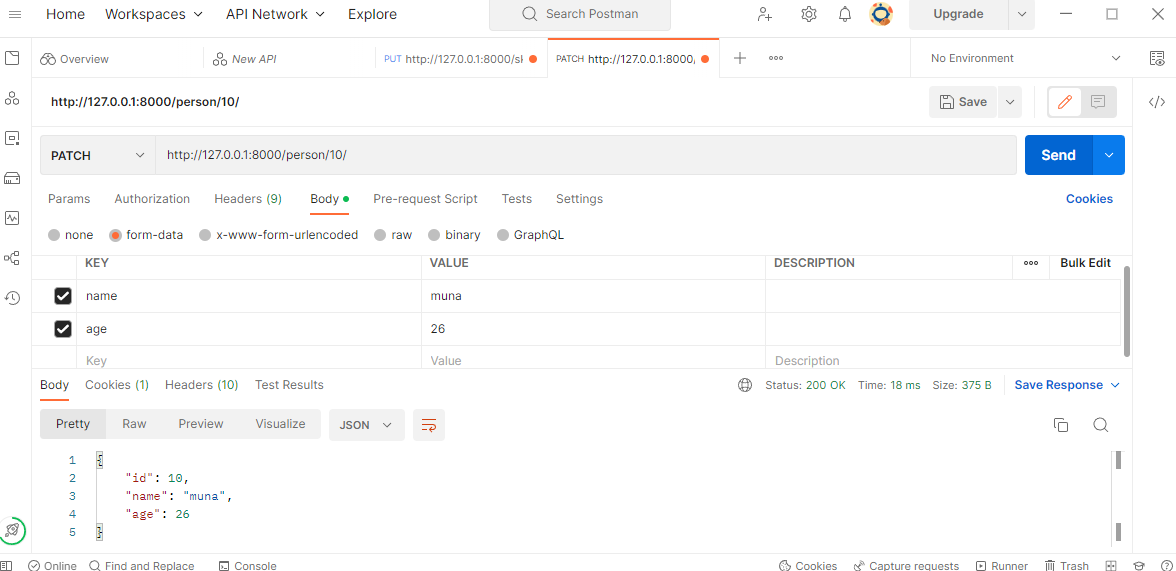 Home Workspaces API Network Explore Search Postman Upgrade
Overview New API PUT http://127.0.0.1:8000/sl PATCH http://127.0.0.1:8000, No Environment
http://127.0.0.1:8000/person/10/ Save
PATCH http://127.0.0.1:8000/person/10/ Send
Params Authorization Headers (9) Body Pre-request Script Tests Settings Cookies
none form-data x-www-form-urlencoded raw binary GraphQL
KEY VALUE DESCRIPTION Bulk Edit
name muna
age 26
Key Value Description
Body Cookies (1) Headers (10) Test Results Status: 200 OK Time: 18 ms Size: 375 B Save Response
Pretty Raw Preview Visualize JSON
1 {
2 "id": 10,
3 "name": "muna",
4 "age": 26
5 }
Online Find and Replace Console Cookies Capture requests Runner Trash